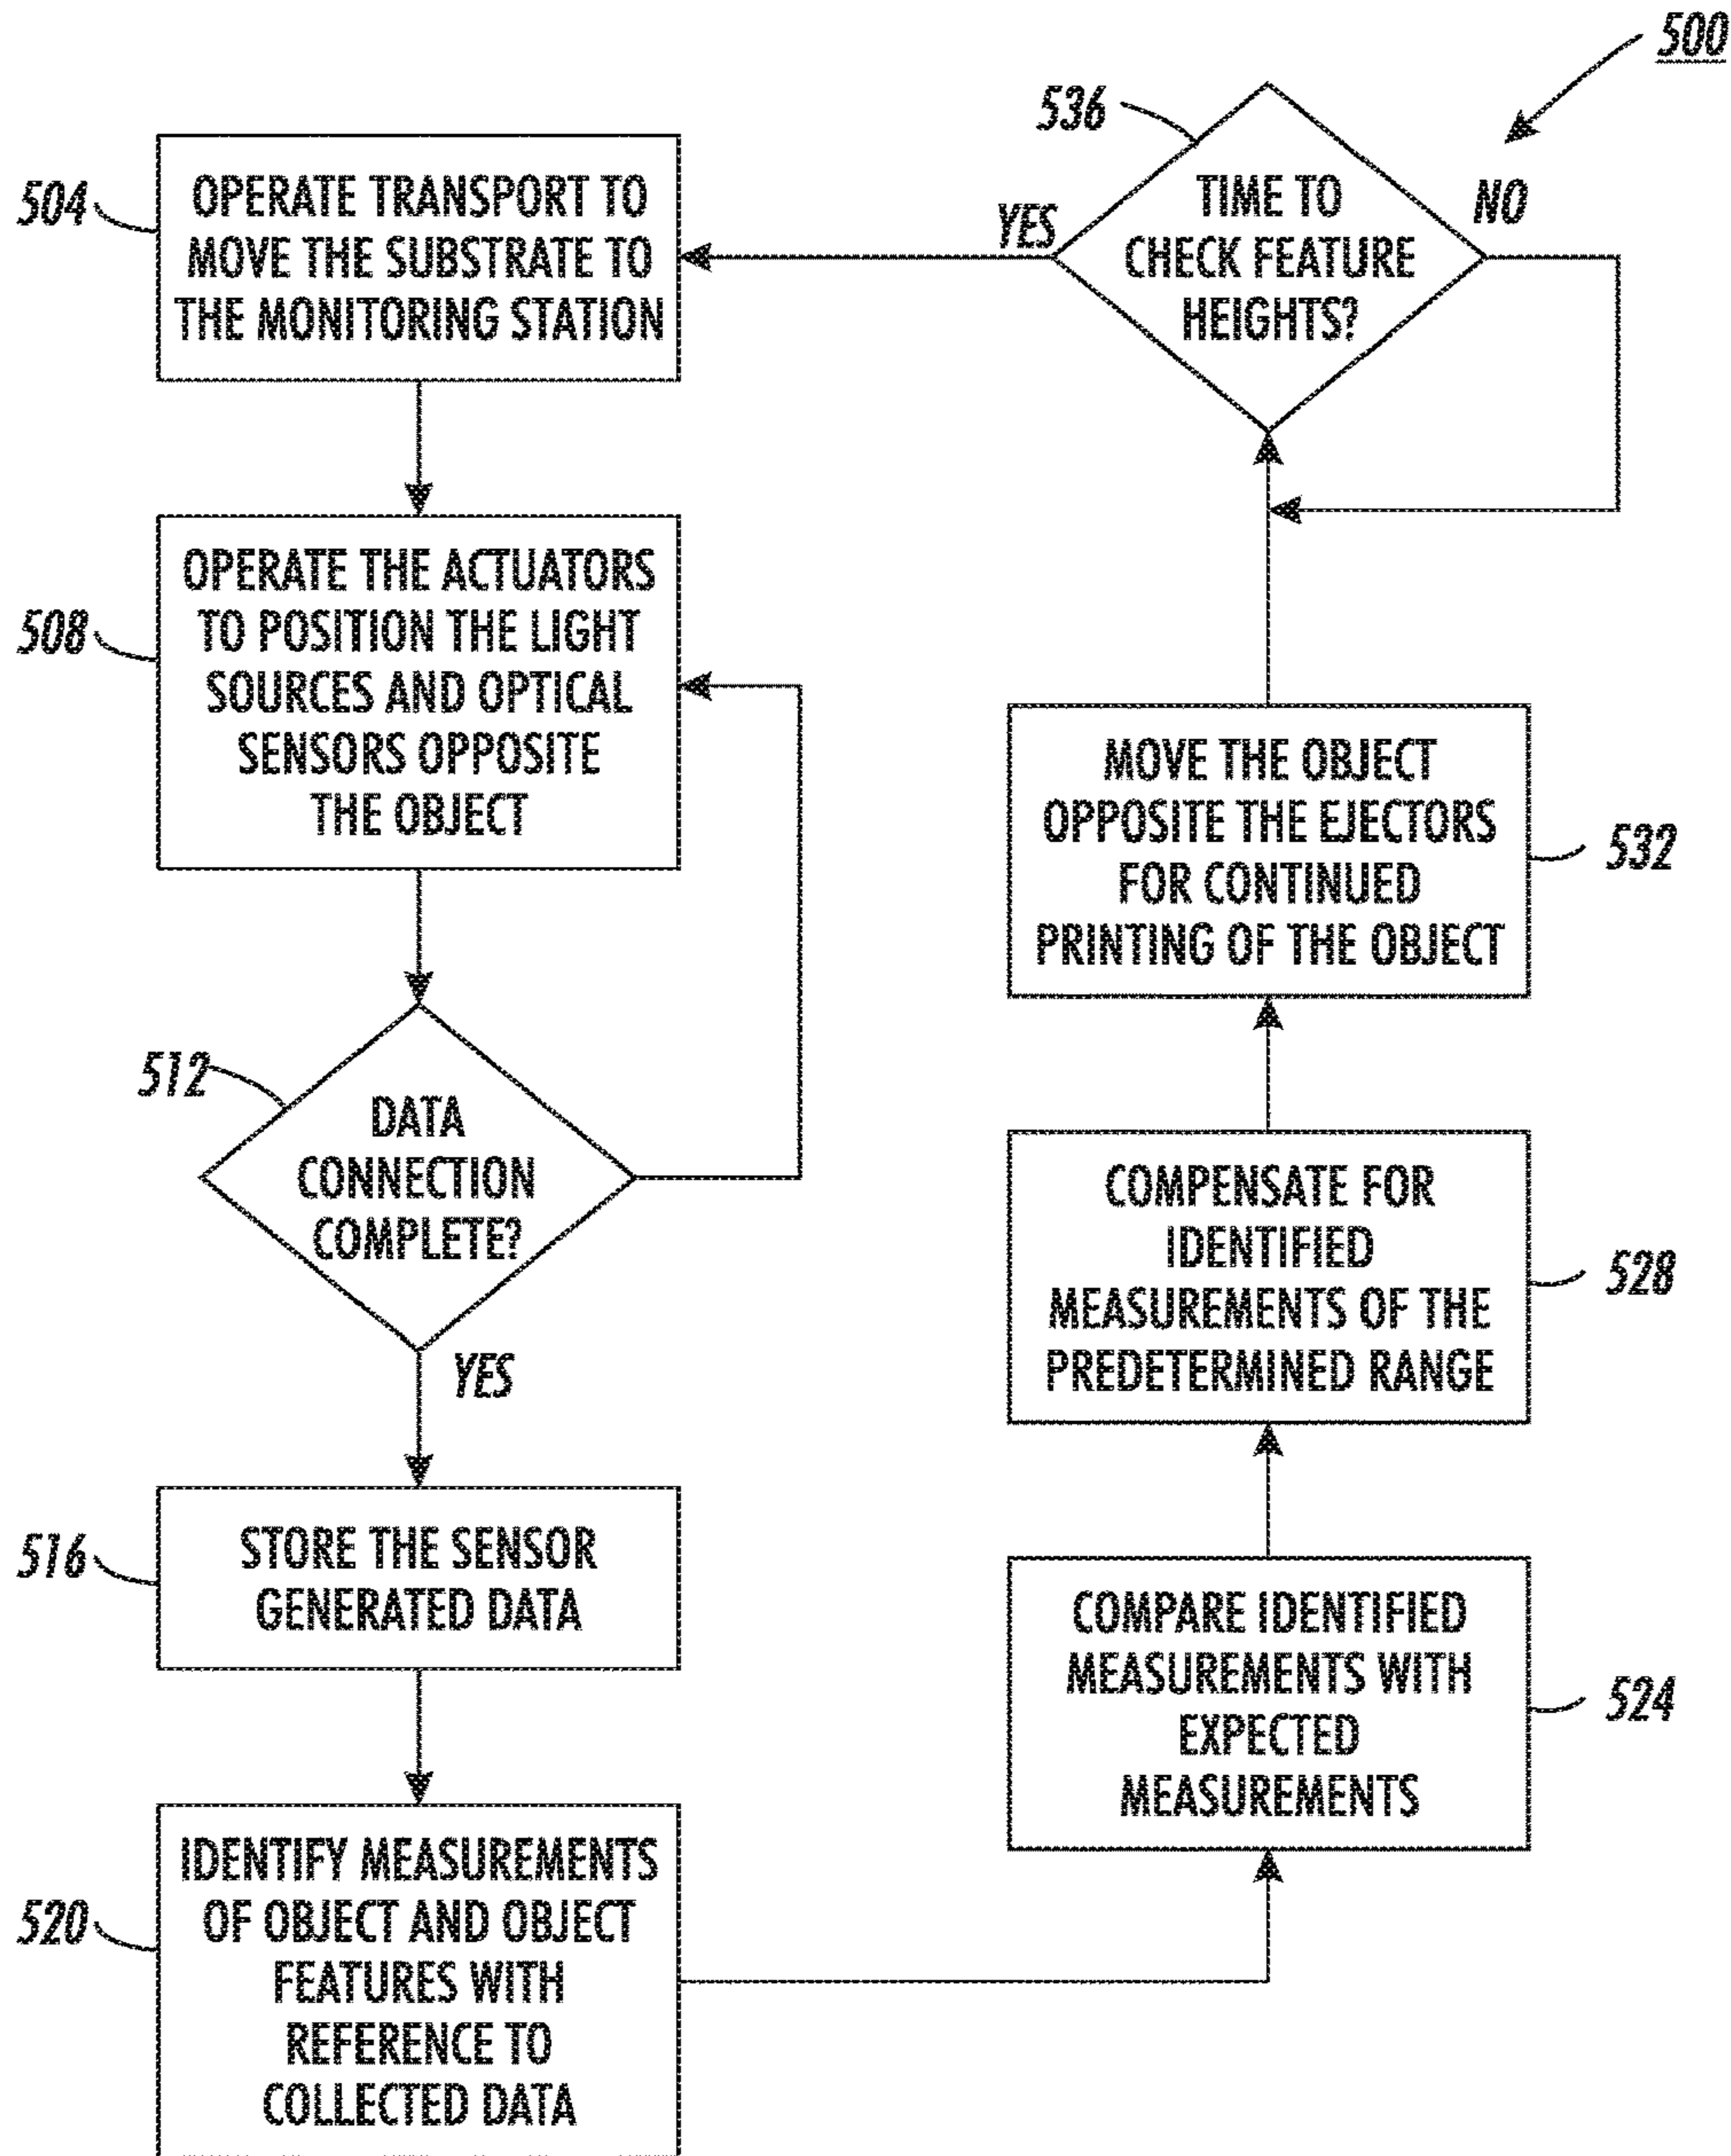 500
504
OPERATE TRANSPORT TO
MOVE THE SUBSTRATE TO
THE MONITORING STATION
508
OPERATE THE ACTUATORS
TO POSITION THE LIGHT
SOURCES AND OPTICAL
SENSORS OPPOSITE
THE OBJECT
512
DATA
CONNECTION
COMPLETE?
YES
516
STORE THE SENSOR
GENERATED DATA
520
IDENTIFY MEASUREMENTS
OF OBJECT AND OBJECT
FEATURES WITH
REFERENCE TO
COLLECTED DATA
COMPARE IDENTIFIED
MEASUREMENTS WITH
EXPECTED
MEASUREMENTS
524
COMPENSATE FOR
IDENTIFIED
MEASUREMENTS OF THE
PREDETERMINED RANGE
528
MOVE THE OBJECT
OPPOSITE THE EJECTORS
FOR CONTINUED
PRINTING OF THE OBJECT
532
536
TIME TO
CHECK FEATURE
HEIGHTS?
YES
NO